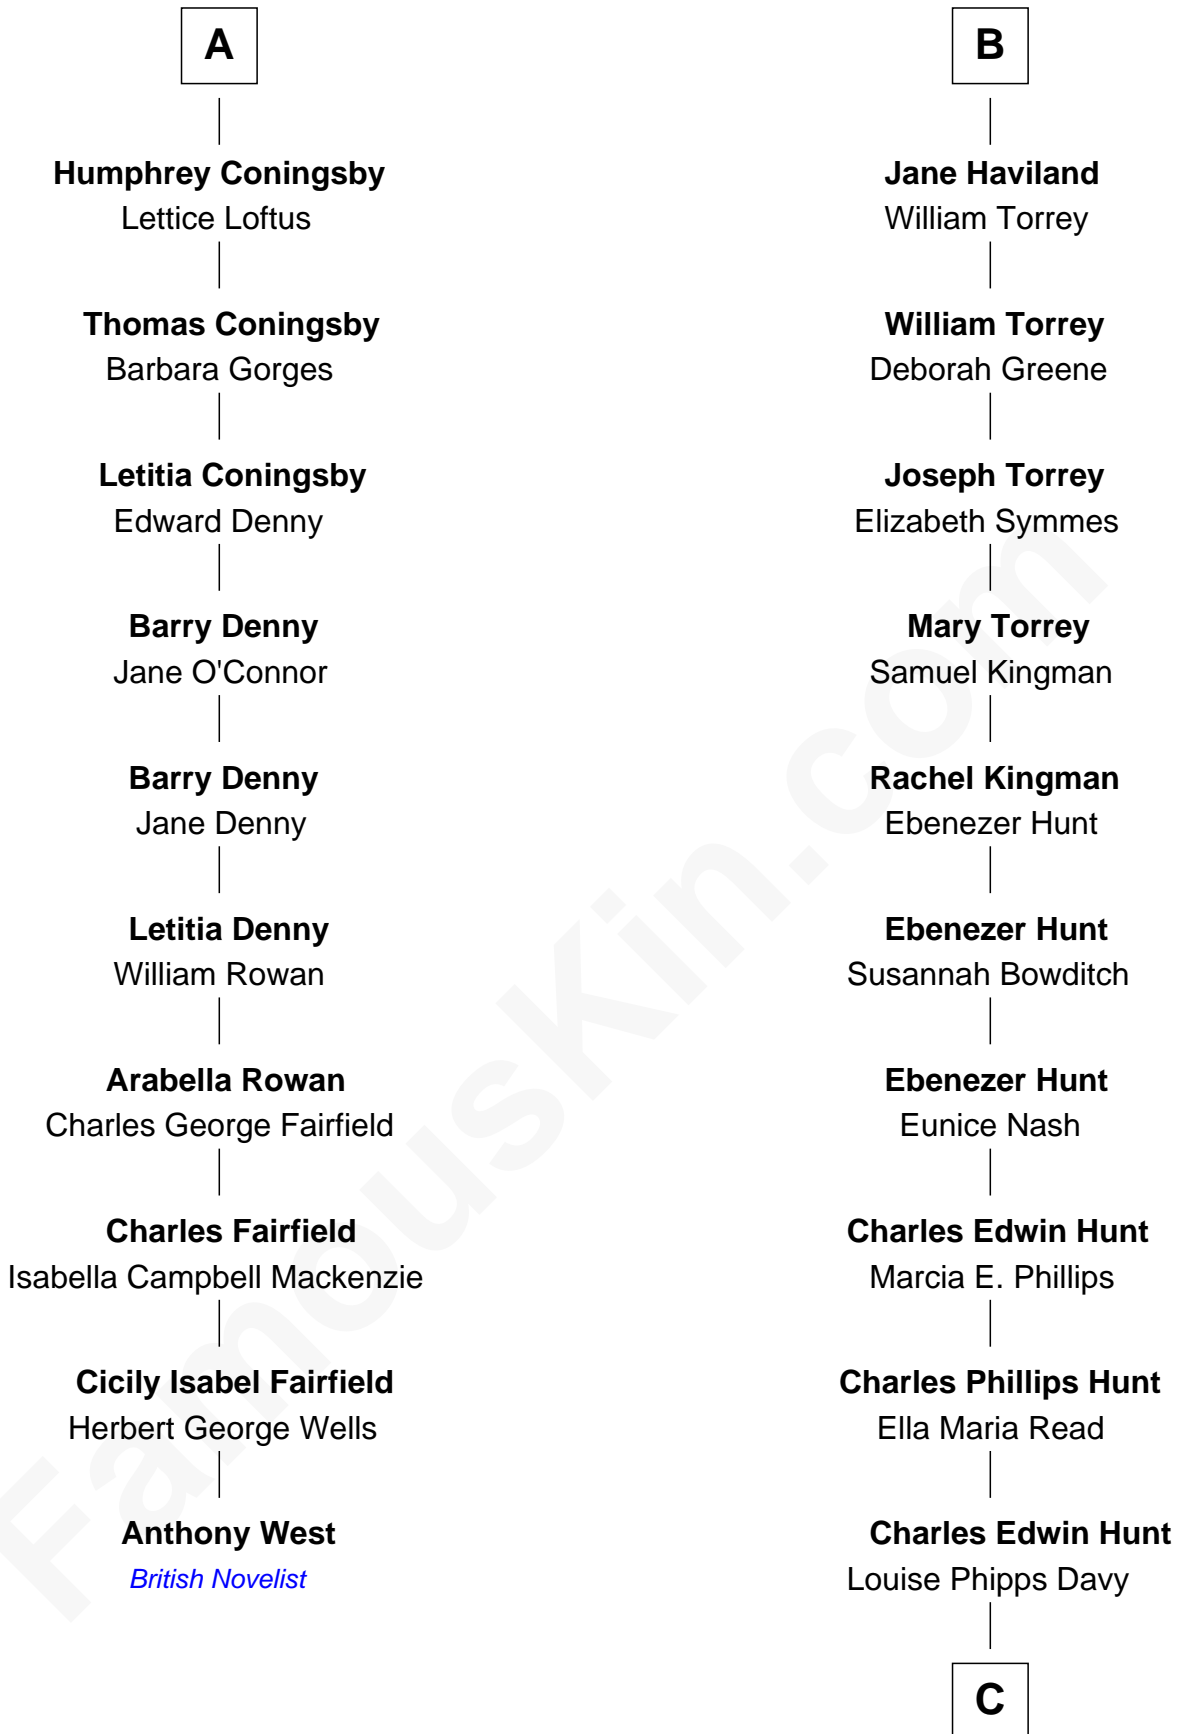 A
Humphrey Coningsby
Lettice Loftus
Thomas Coningsby
Barbara Gorges
Letitia Coningsby
Edward Denny
Barry Denny
Jane O'Connor
Barry Denny
Jane Denny
Letitia Denny
William Rowan
Arabella Rowan
Charles George Fairfield
Charles Fairfield
Isabella Campbell Mackenzie
Cicily Isabel Fairfield
Herbert George Wells
Anthony West
British Novelist
B
Jane Haviland
William Torrey
William Torrey
Deborah Greene
Joseph Torrey
Elizabeth Symmes
Mary Torrey
Samuel Kingman
Rachel Kingman
Ebenezer Hunt
Ebenezer Hunt
Susannah Bowditch
Ebenezer Hunt
Eunice Nash
Charles Edwin Hunt
Marcia E. Phillips
Charles Phillips Hunt
Ella Maria Read
Charles Edwin Hunt
Louise Phipps Davy
C
FamousKin.com